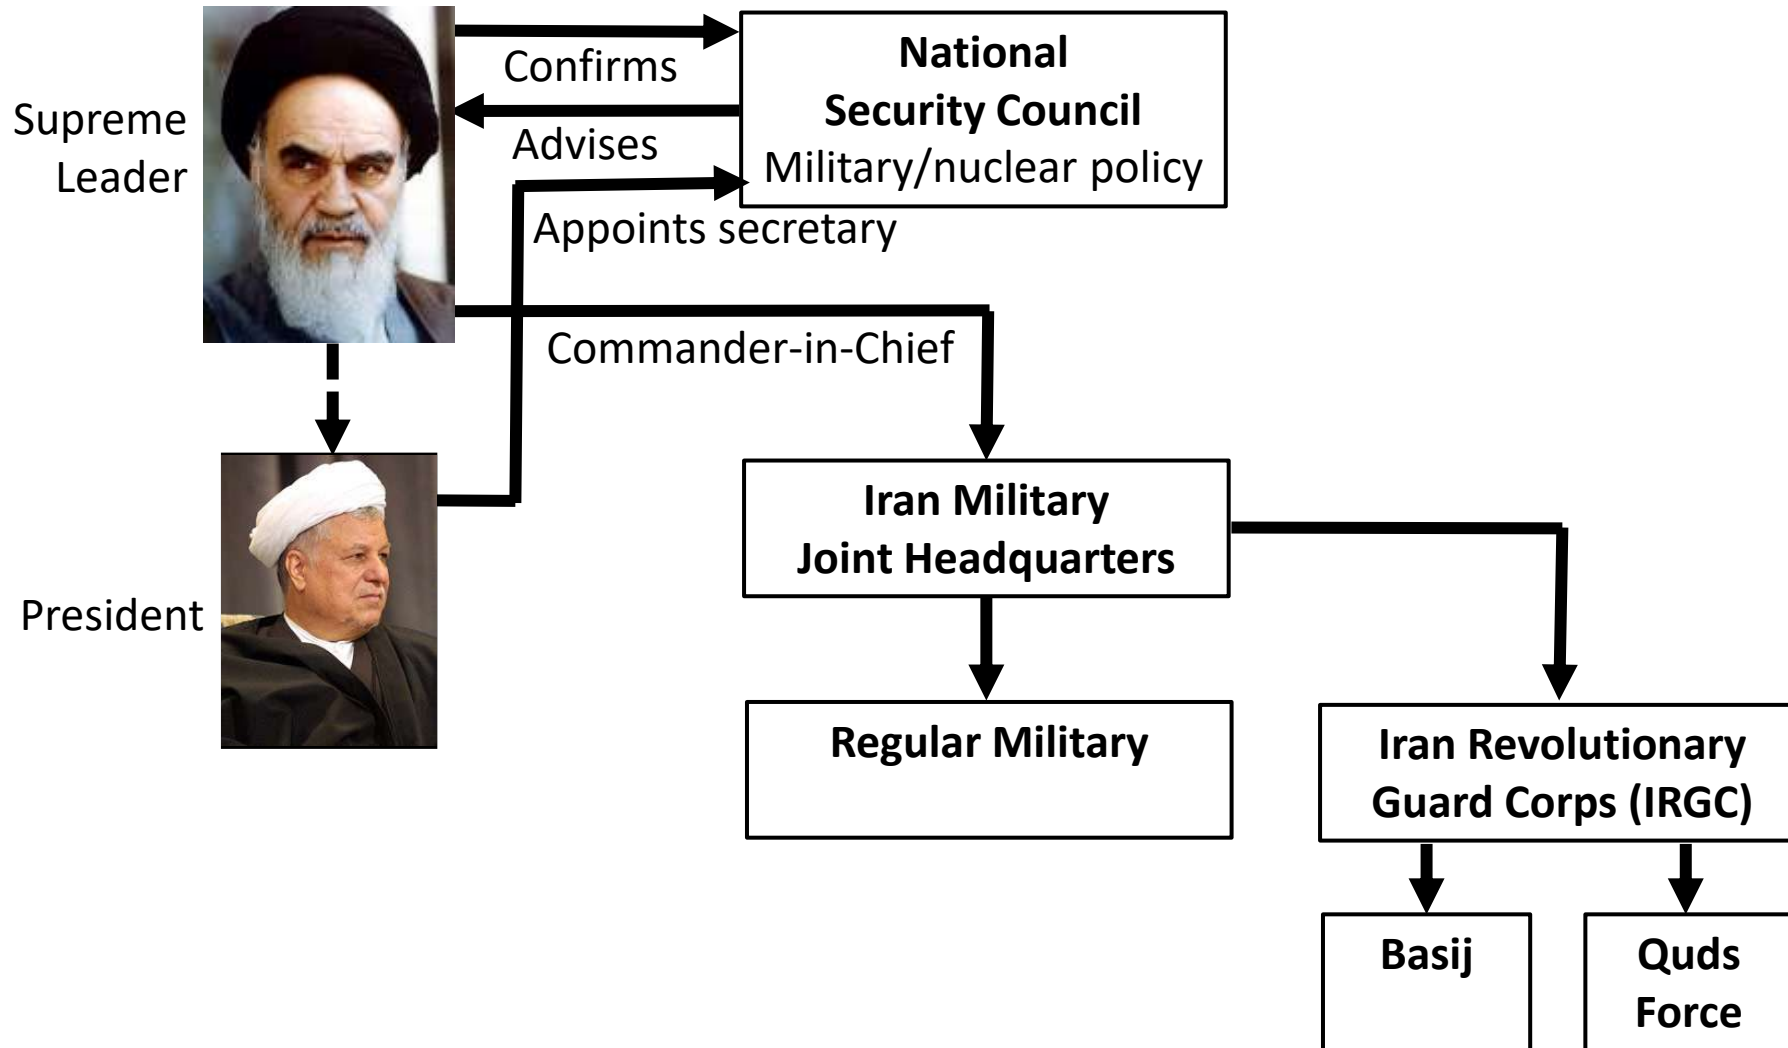 Supreme
Leader
Confirms
Advises
Appoints secretary
National
Security Council
Military/nuclear policy
Commander-in-Chief
President
Iran Military
Joint Headquarters
Regular Military
Iran Revolutionary
Guard Corps (IRGC)
Basij
Quds
Force